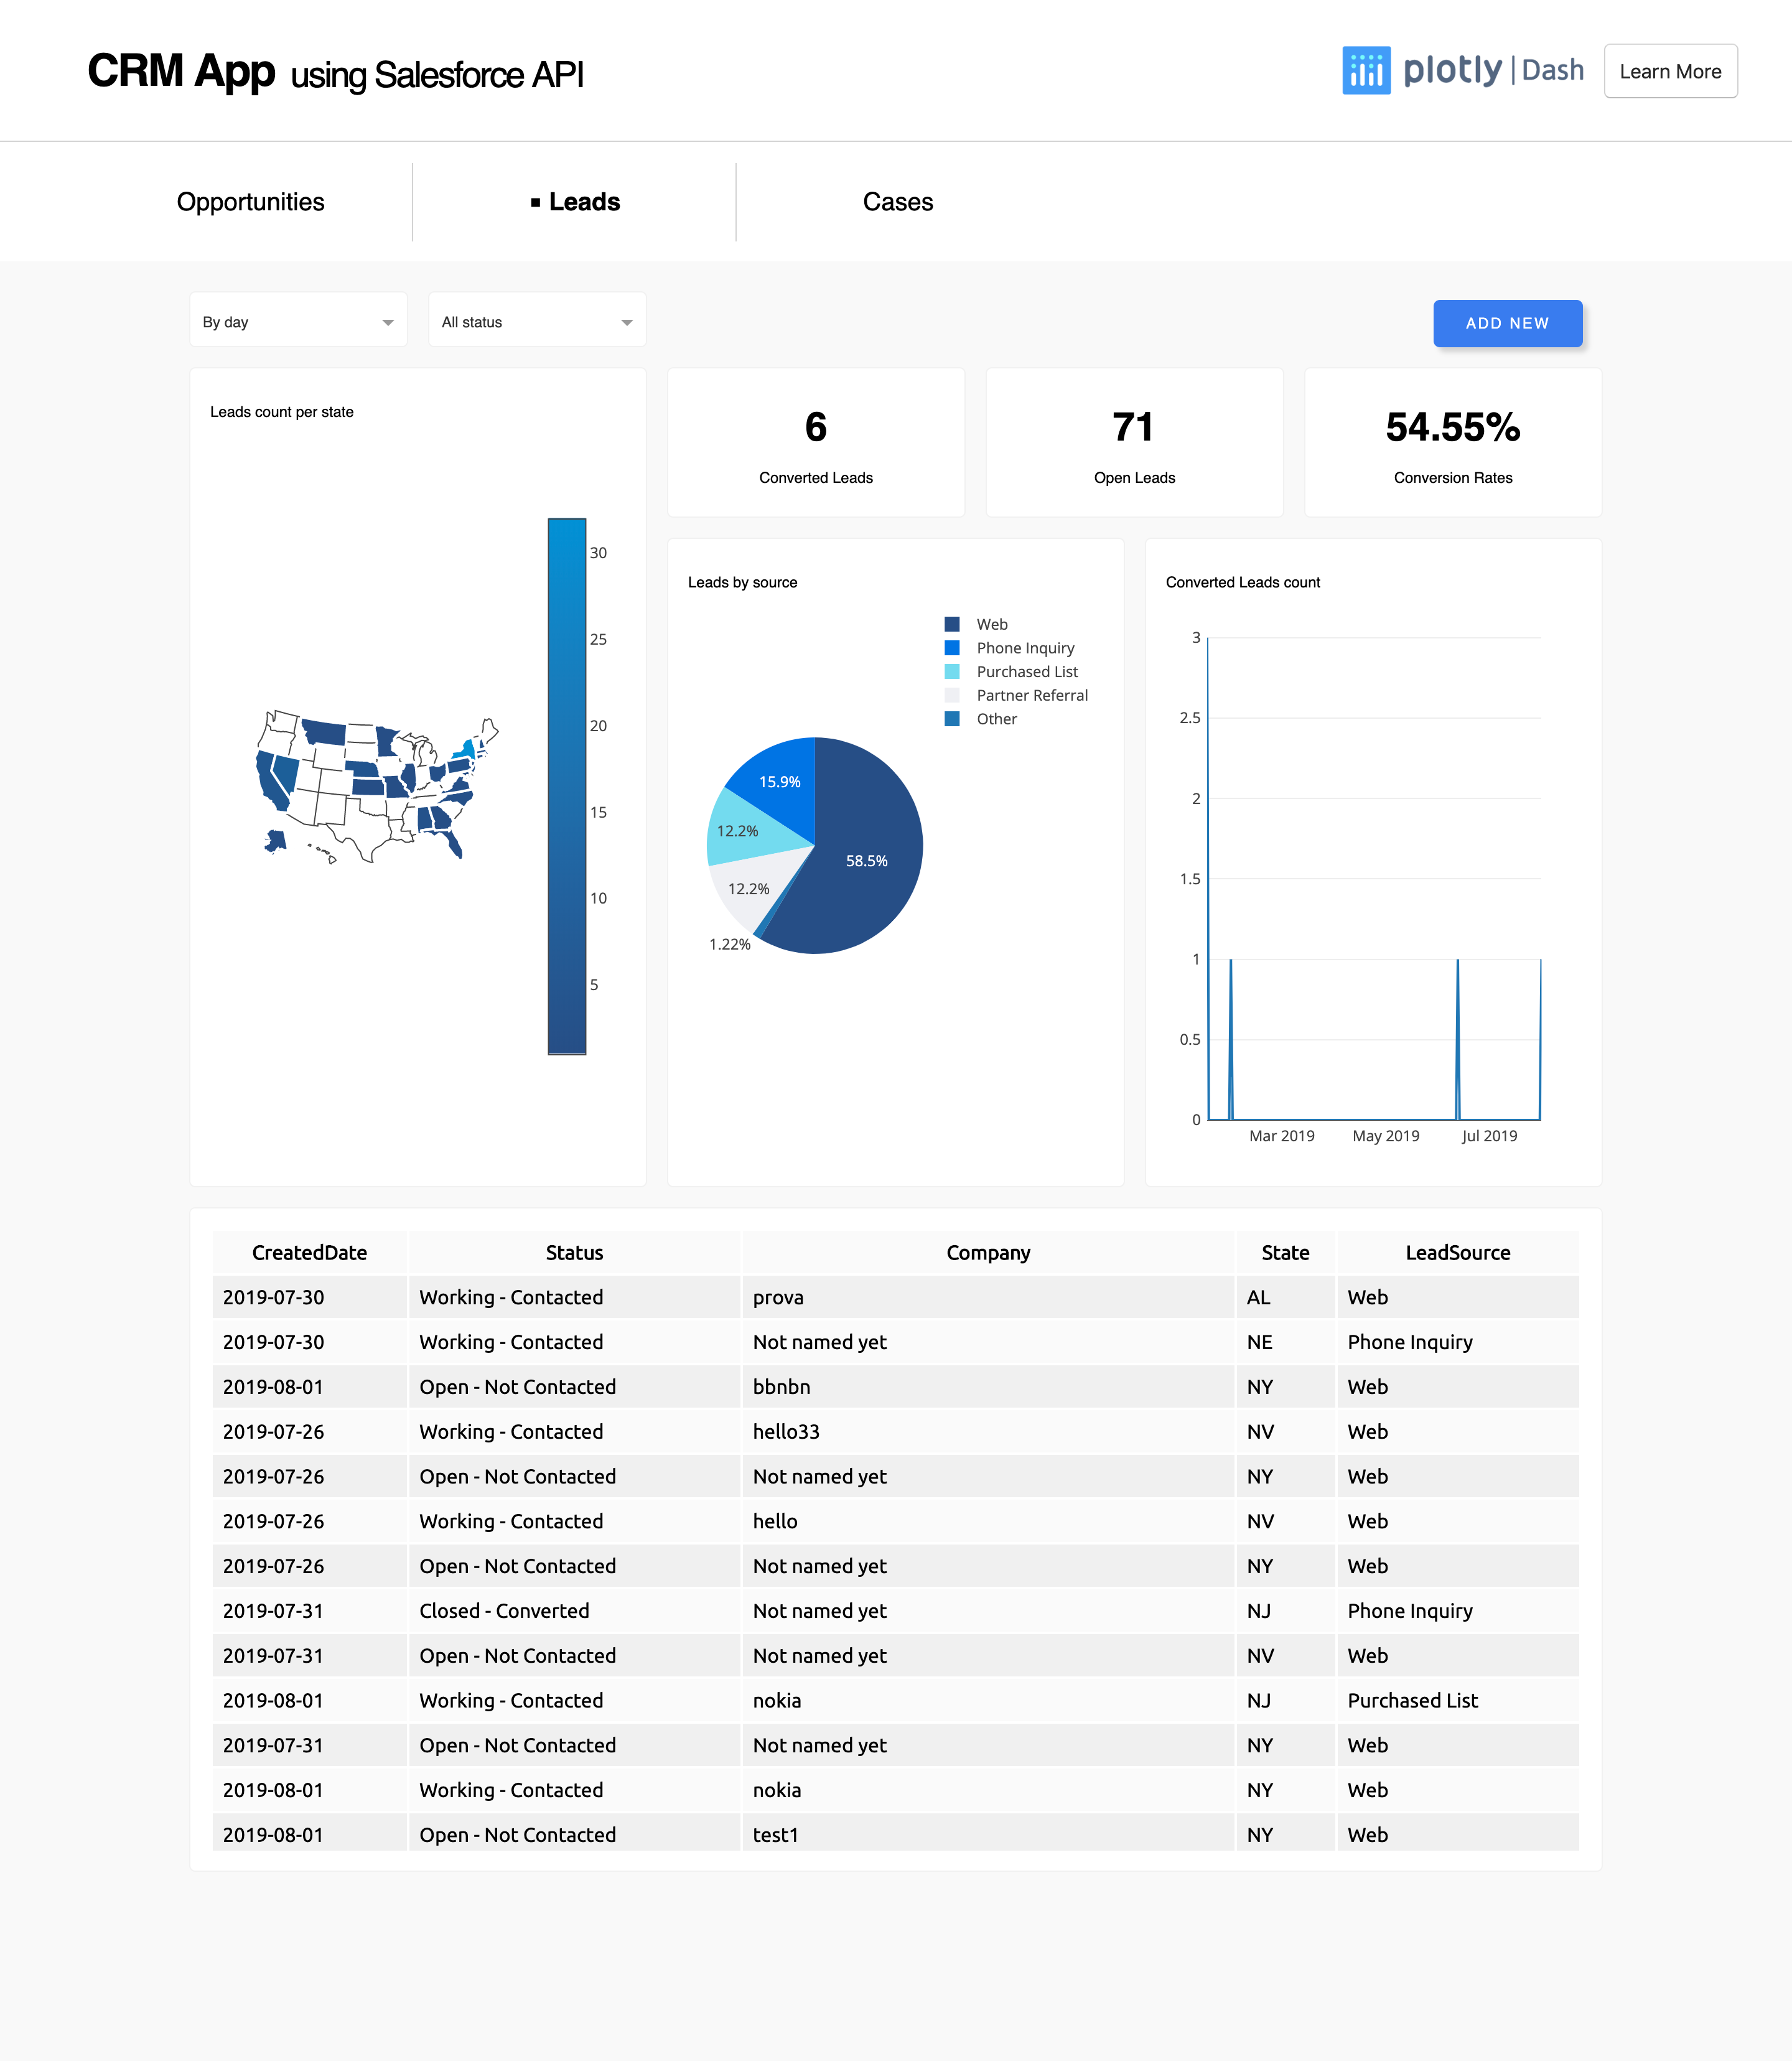 CRM App using Salesforce API
plotly | Dash
Learn More
Opportunities
Leads
Cases
By day
All status
ADD NEW
Leads count per state
30
25
20
15
10
5
6
Converted Leads
71
Open Leads
54.55%
Conversion Rates
Leads by source
Web
Phone Inquiry
Purchased List
Partner Referral
Other
15.9%
12.2%
58.5%
12.2%
1.22%
Converted Leads count
3
2.5
2
1.5
1
0.5
0
Mar 2019 May 2019 Jul 2019
CreatedDate Status Company State LeadSource
2019-07-30 Working - Contacted prova AL Web
2019-07-30 Working - Contacted Not named yet NE Phone Inquiry
2019-08-01 Open - Not Contacted bbnbn NY Web
2019-07-26 Working - Contacted hello33 NV Web
2019-07-26 Open - Not Contacted Not named yet NY Web
2019-07-26 Working - Contacted hello NV Web
2019-07-26 Open - Not Contacted Not named yet NY Web
2019-07-31 Closed - Converted Not named yet NJ Phone Inquiry
2019-07-31 Open - Not Contacted Not named yet NV Web
2019-08-01 Working - Contacted nokia NJ Purchased List
2019-07-31 Open - Not Contacted Not named yet NY Web
2019-08-01 Working - Contacted nokia NY Web
2019-08-01 Open - Not Contacted test1 NY Web